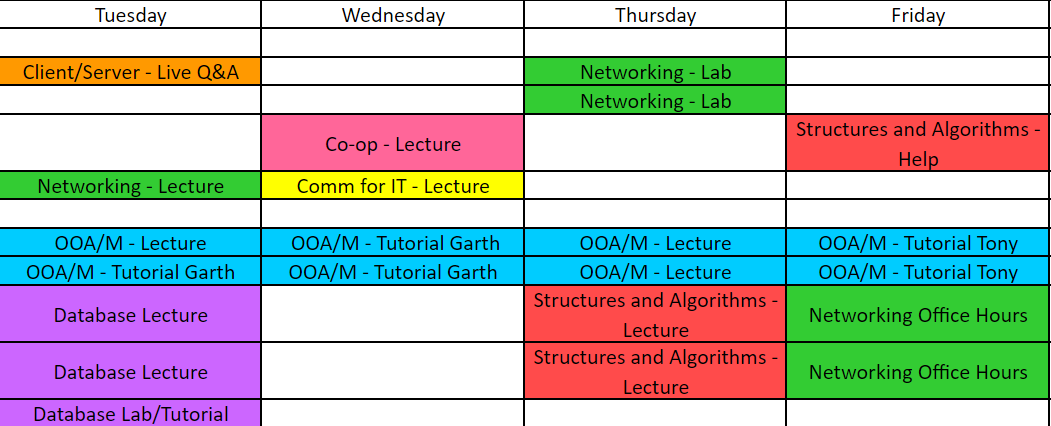 Tuesday Wednesday Thursday Friday
Client/Server - Live Q&A Networking - Lab
Networking - Lab
Co-op - Lecture Structures and Algorithms -
Help
Networking - Lecture Comm for IT - Lecture
OOA/M - Lecture OOA/M - Tutorial Garth OOA/M - Lecture OOA/M - Tutorial Tony
OOA/M - Tutorial Garth OOA/M - Tutorial Garth OOA/M - Lecture OOA/M - Tutorial Tony
Database Lecture Structures and Algorithms -
Lecture Networking Office Hours
Database Lecture Structures and Algorithms -
Lecture Networking Office Hours
Database Lab/Tutorial